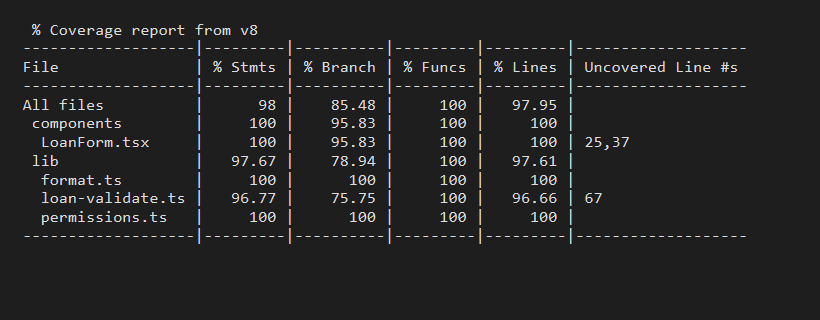 % Coverage report from v8
-------------------|---------|----------|---------|---------|-------------------
File               | % Stmts | % Branch | % Funcs | % Lines | Uncovered Line #s
-------------------|---------|----------|---------|---------|-------------------
All files          |      98 |    85.48 |     100 |   97.95 |
 components        |     100 |    95.83 |     100 |     100 |
  LoanForm.tsx     |     100 |    95.83 |     100 |     100 | 25,37
 lib               |   97.67 |    78.94 |     100 |   97.61 |
  format.ts        |     100 |      100 |     100 |     100 |
  loan-validate.ts |   96.77 |    75.75 |     100 |   96.66 | 67
  permissions.ts   |     100 |      100 |     100 |     100 |
-------------------|---------|----------|---------|---------|-------------------